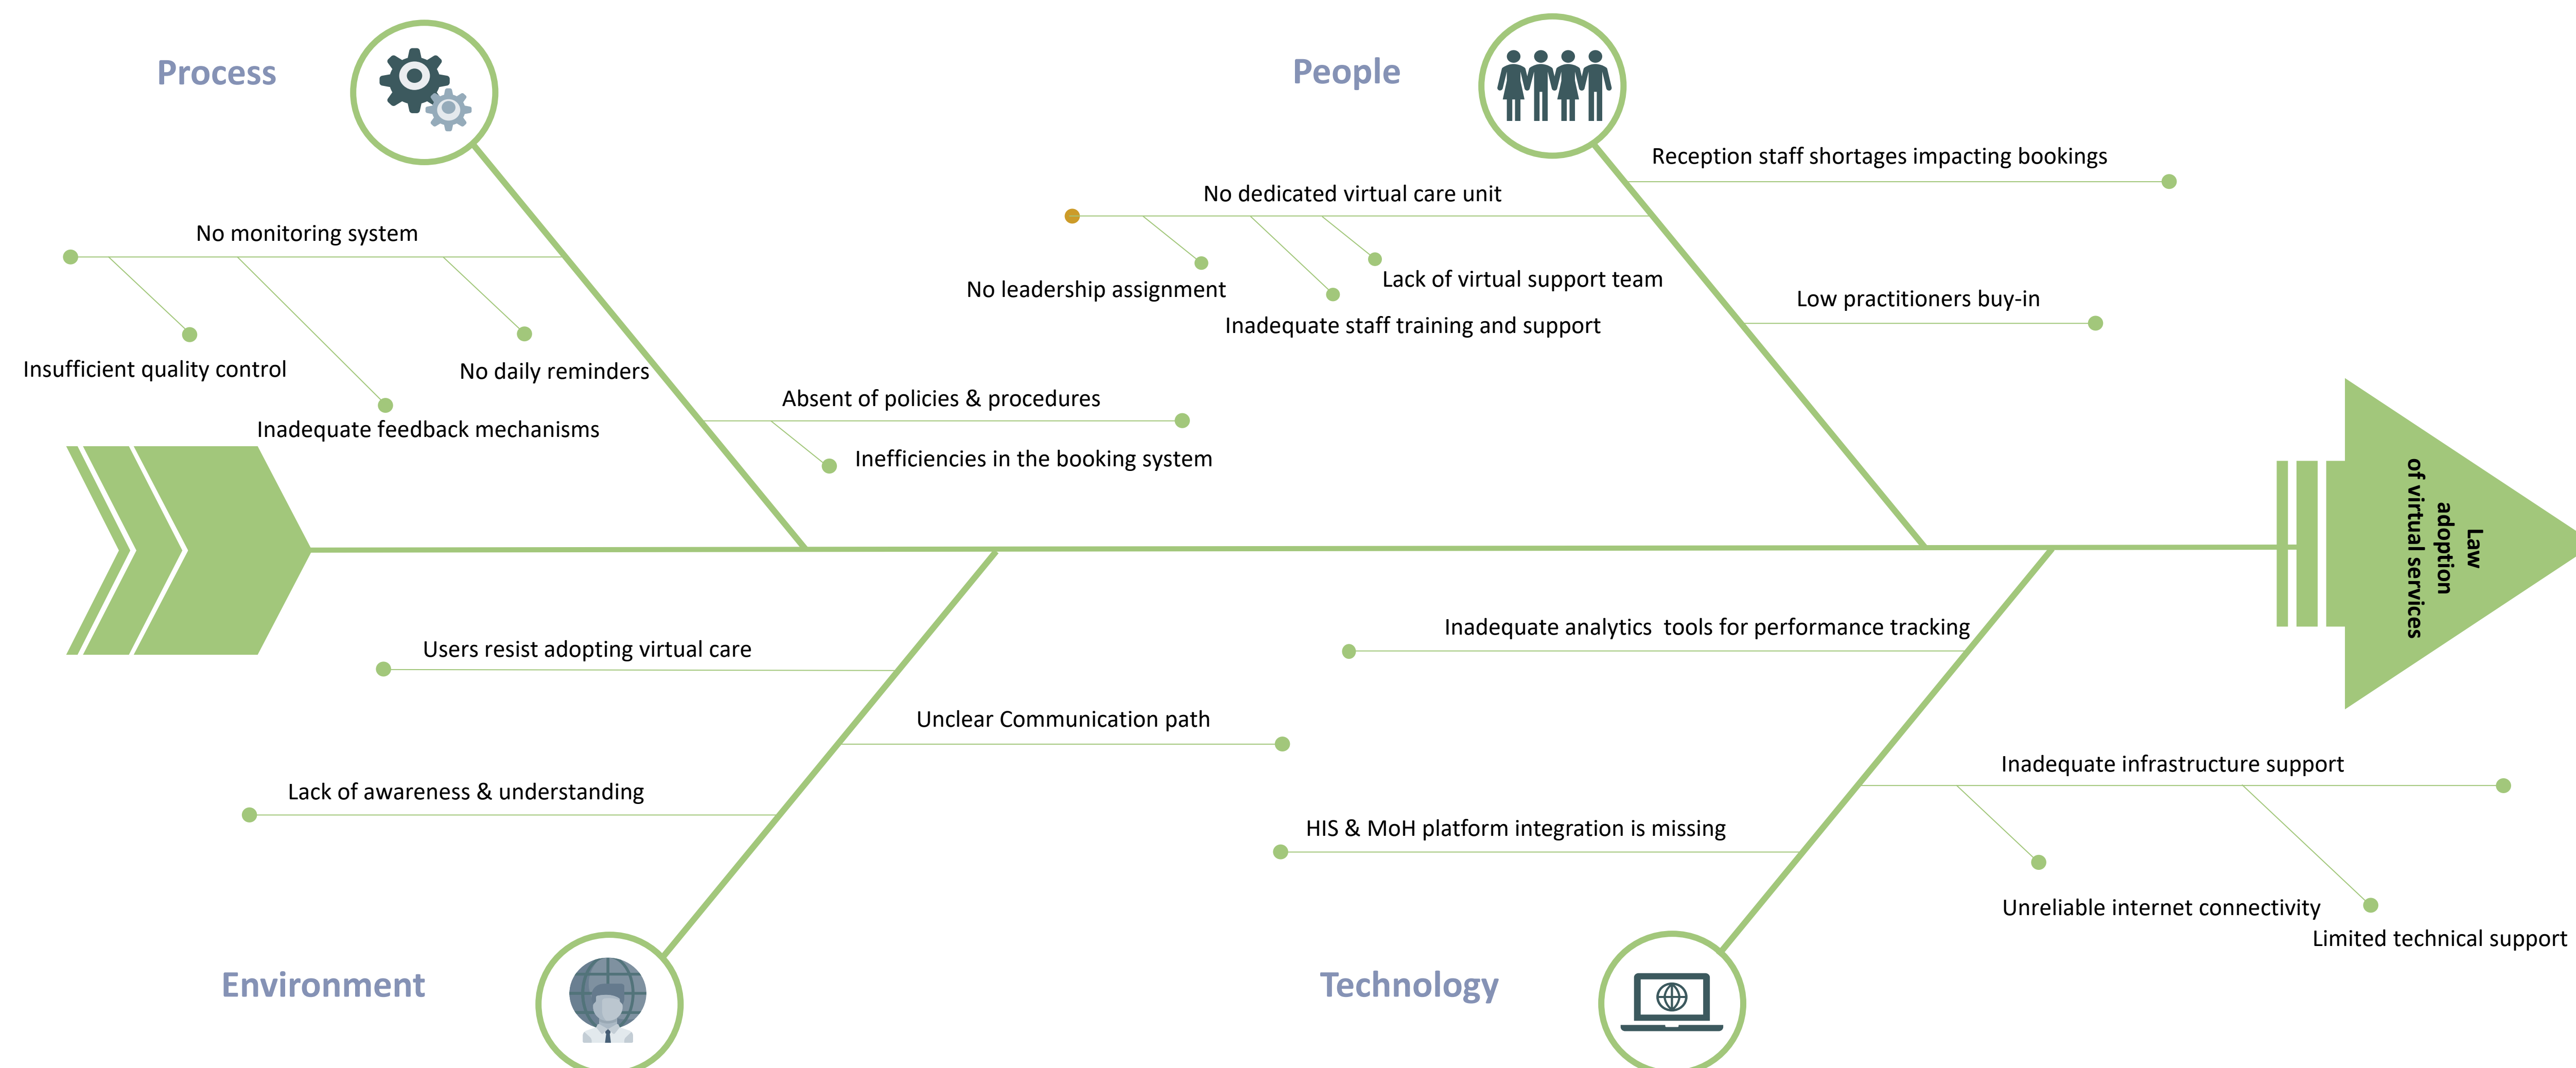 Process
People
Reception staff shortages impacting bookings
No dedicated virtual care unit
No monitoring system
No leadership assignment
Lack of virtual support team
Inadequate staff training and support
Low practitioners buy-in
Insufficient quality control
No daily reminders
Inadequate feedback mechanisms
Absent of policies & procedures
Inefficiencies in the booking system
Law
adoption
of virtual services
Users resist adopting virtual care
Inadequate analytics  tools for performance tracking
Unclear Communication path
Lack of awareness & understanding
Inadequate infrastructure support
HIS & MoH platform integration is missing
Unreliable internet connectivity
Limited technical support
Environment
Technology